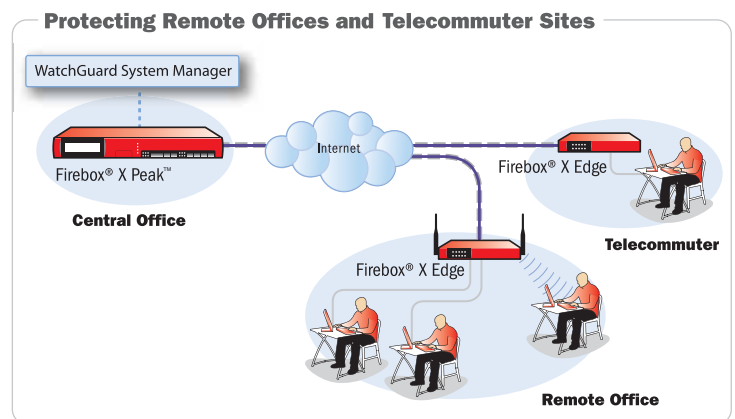 Protecting Remote Offices and Telecommuter Sites
WatchGuard System Manager
Internet
Firebox® X Peak™
Firebox® X Edge
Central Office
Telecommuter
Firebox® X Edge
Remote Office